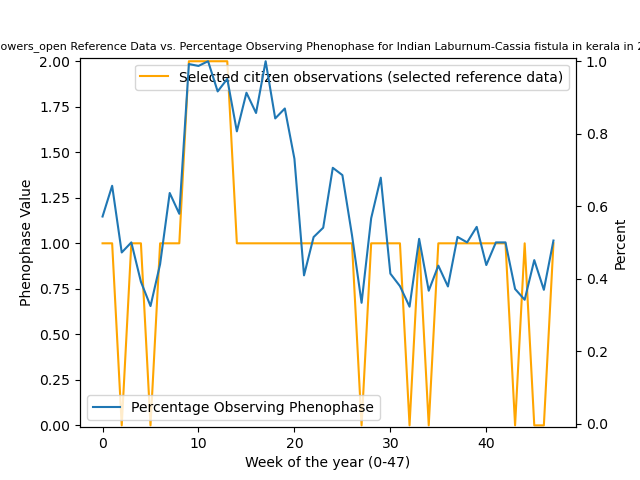 owers_open Reference Data vs. Percentage Observing Phenophase for Indian Laburnum-Cassia fistula in kerala in 2
Selected citizen observations (selected reference data)
Percentage Observing Phenophase
Phenophase Value
2.00
1.75
1.50
1.25
1.00
0.75
0.50
0.25
0.00
1.0
0.8
0.6
0.4
0.2
0.0
Percent
0 10 20 30 40
Week of the year (0-47)